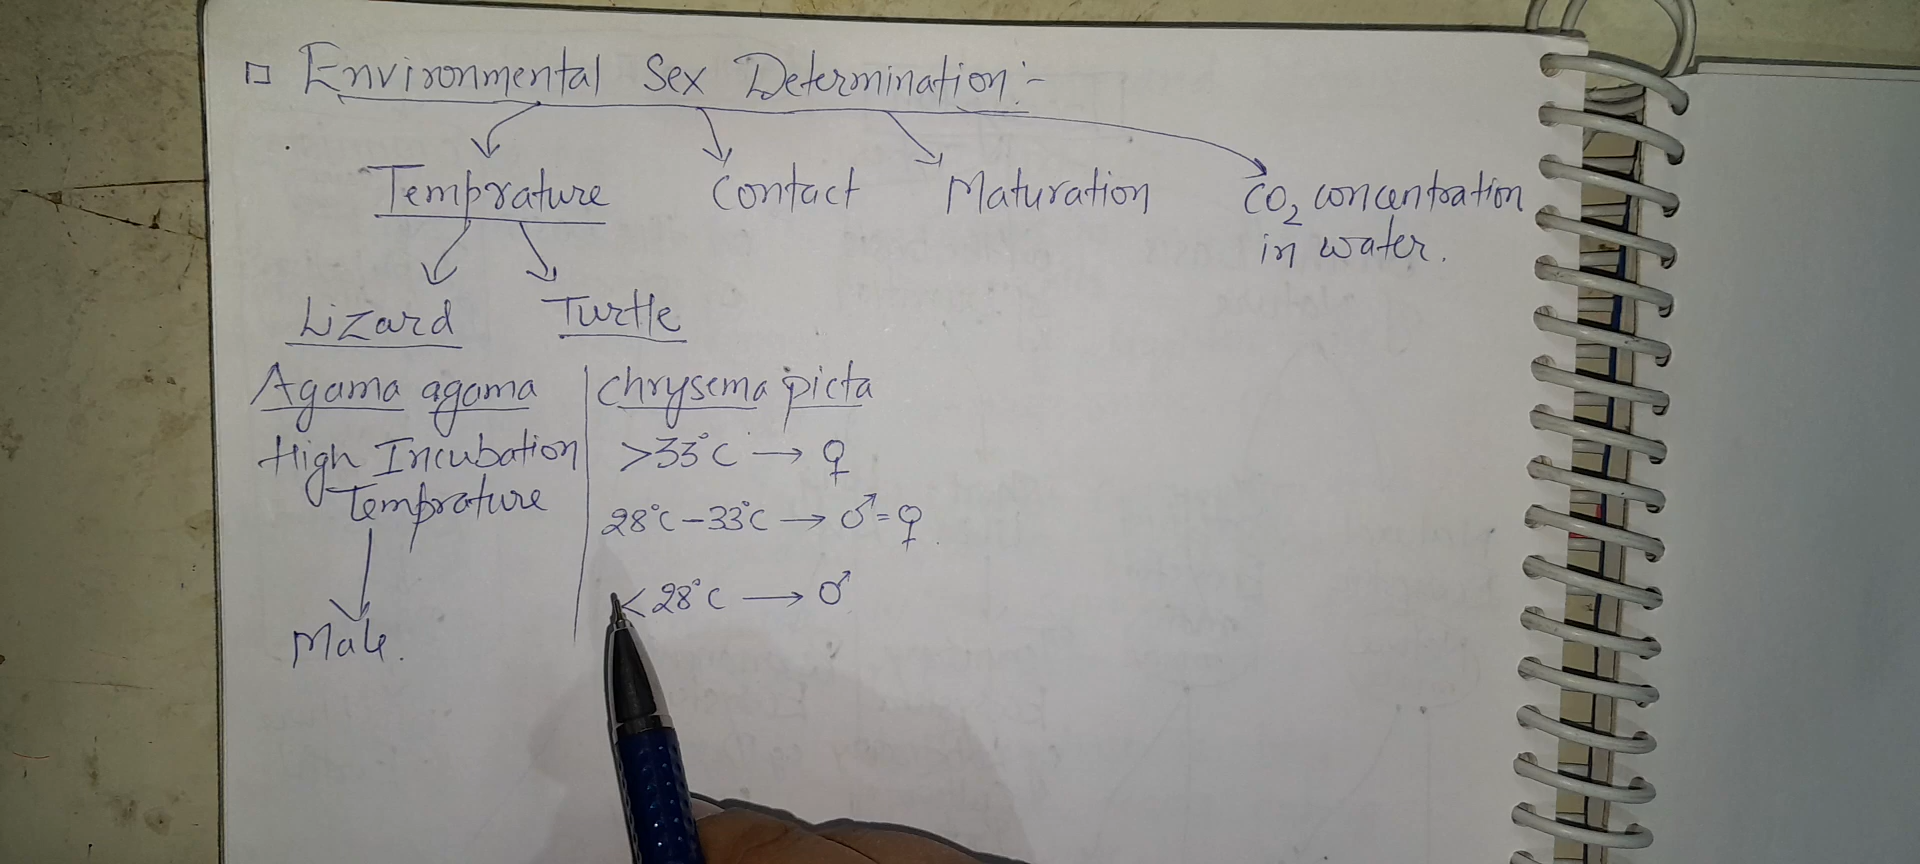 Environmental Sex Determination:-
Temprature Contact Maturation CO₂ concentration
in water.
Lizard Turtle
Agama agama
High Incubation
Temprature
Male.
Chrysema picta
>33°C → ♀
28°C-33°C → ♂=♀
<28°C → ♂